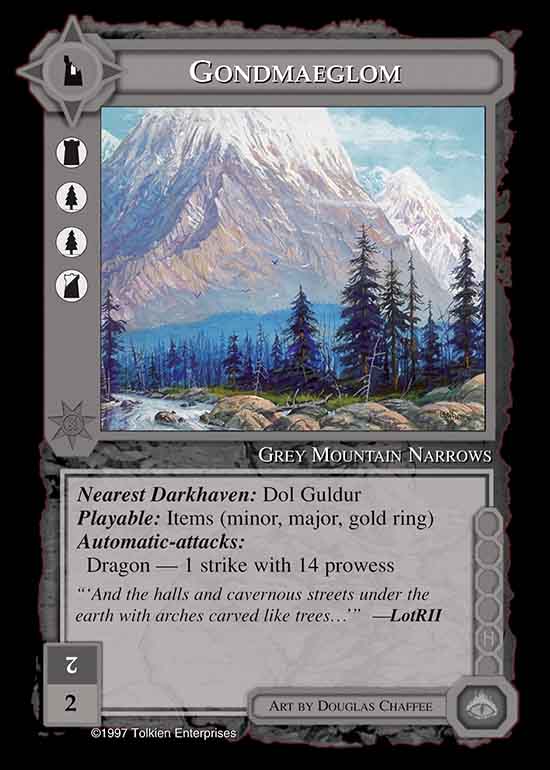 GONDMAEGLOM
GREY MOUNTAIN NARROWS
Nearest Darkhaven: Dol Guldur
Playable: Items (minor, major, gold ring)
Automatic-attacks:
Dragon — 1 strike with 14 prowess
“‘And the halls and cavernous streets under the
earth with arches carved like trees…’” —LotRII
2
2
H
ART BY DOUGLAS CHAFFEE
©1997 Tolkien Enterprises